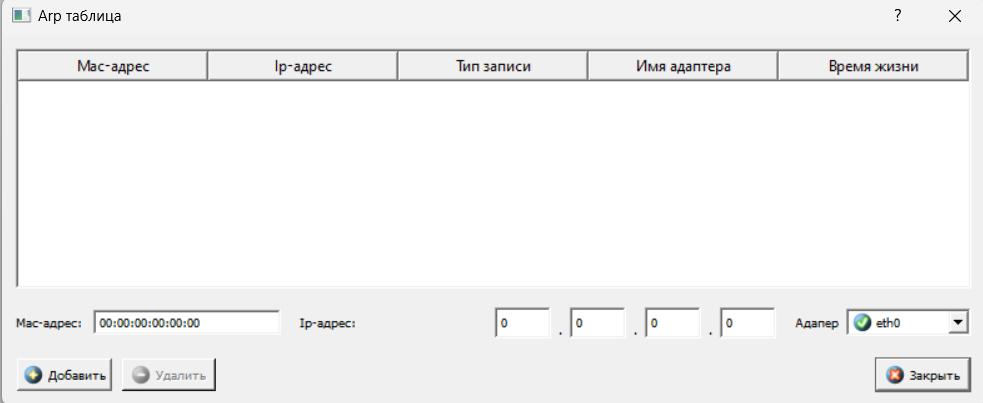 Arp таблица ?
Mac-адрес Ip-адрес Тип записи Имя адаптера Время жизни
Mac-адрес: 00:00:00:00:00:00 Ip-адрес: 0 . 0 . 0 . 0 Адапер eth0
Добавить Удалить Закрыть